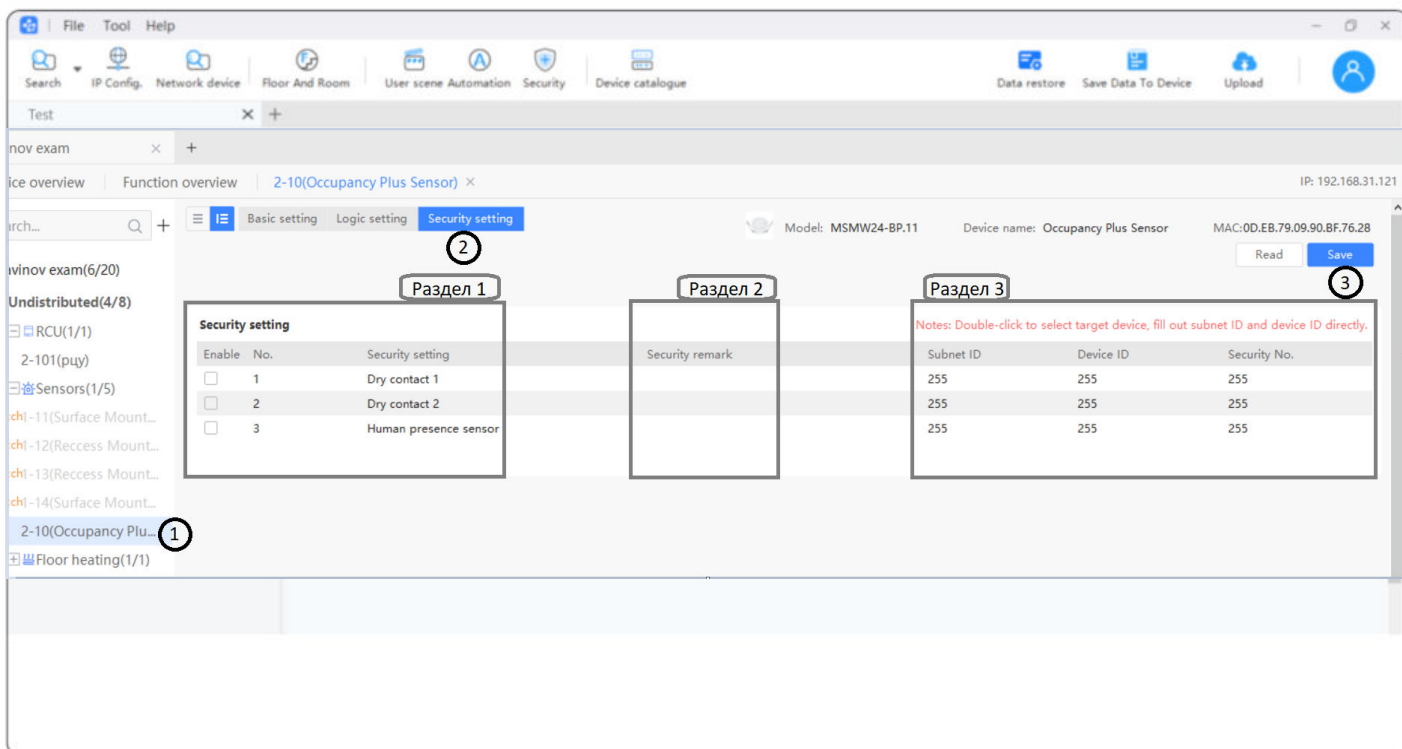 File Tool Help
Search IP Config. Network device Floor And Room User scene Automation Security Device catalogue Data restore Save Data To Device Upload
Test
nov exam
ice overview Function overview 2-10(Occupancy Plus Sensor) IP: 192.168.31.121
rch... Basic setting Logic setting Security setting Model: MSMW24-BP.11 Device name: Occupancy Plus Sensor MAC:0D.EB.79.09.90.BF.76.28
2
Read Save
3
vinov exam(6/20)
Раздел 1 Раздел 2 Раздел 3
Undistributed(4/8)
Security setting Notes: Double-click to select target device, fill out subnet ID and device ID directly.
RCU(1/1)
Enable No. Security setting Security remark Subnet ID Device ID Security No.
2-101(рцу)
1 Dry contact 1 255 255 255
Sensors(1/5)
2 Dry contact 2 255 255 255
ch1-11(Surface Mount...
3 Human presence sensor 255 255 255
ch1-12(Reccess Mount...
ch1-13(Reccess Mount...
ch1-14(Surface Mount...
2-10(Occupancy Plu... 1
Floor heating(1/1)